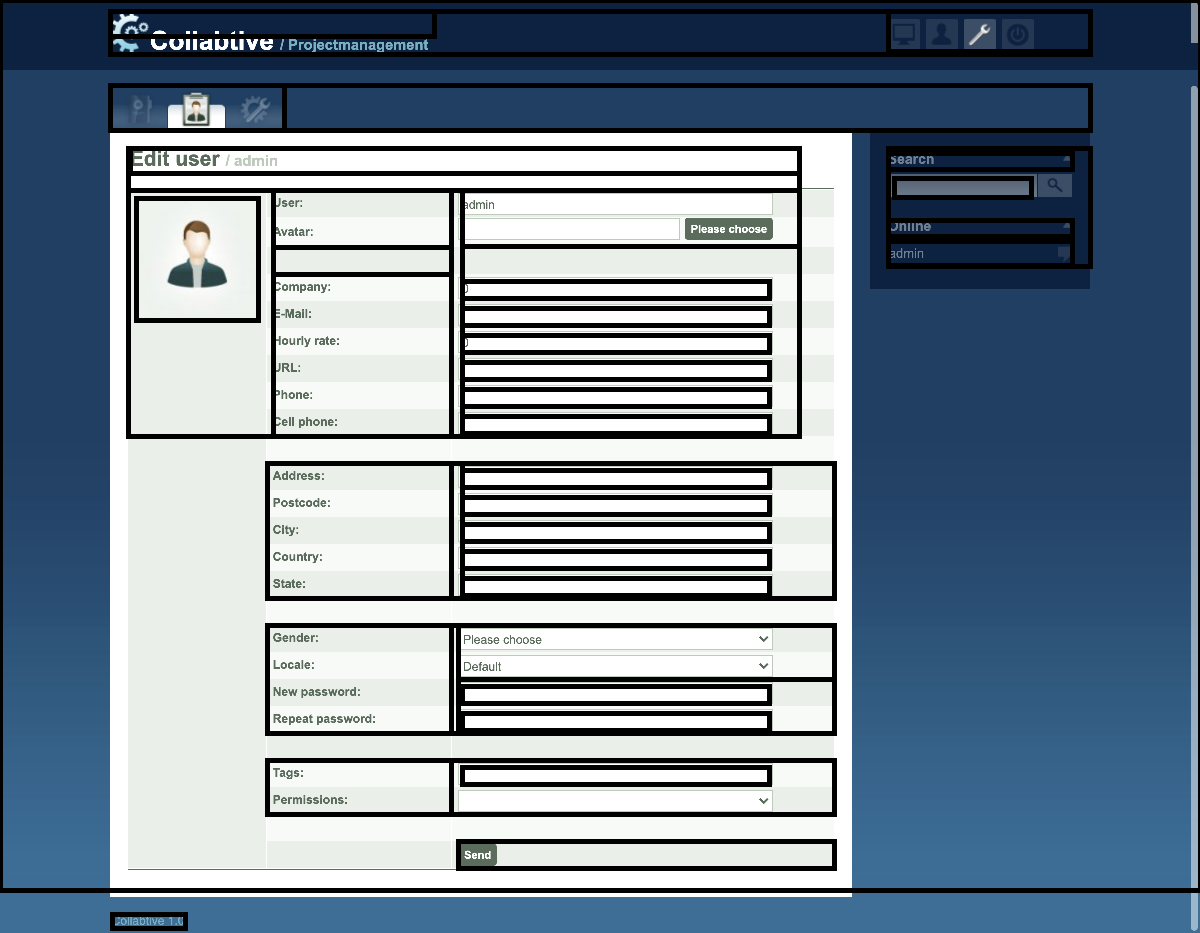 Collabtive / Projectmanagement
Edit user / admin
User: admin
Avatar: Please choose
Company: 0
E-Mail:
Hourly rate: 0
URL:
Phone:
Cell phone:
Address:
Postcode:
City:
Country:
State:
Gender: Please choose
Locale: Default
New password:
Repeat password:
Tags:
Permissions:
Send
Search
Online
admin
Collabtive 1.0